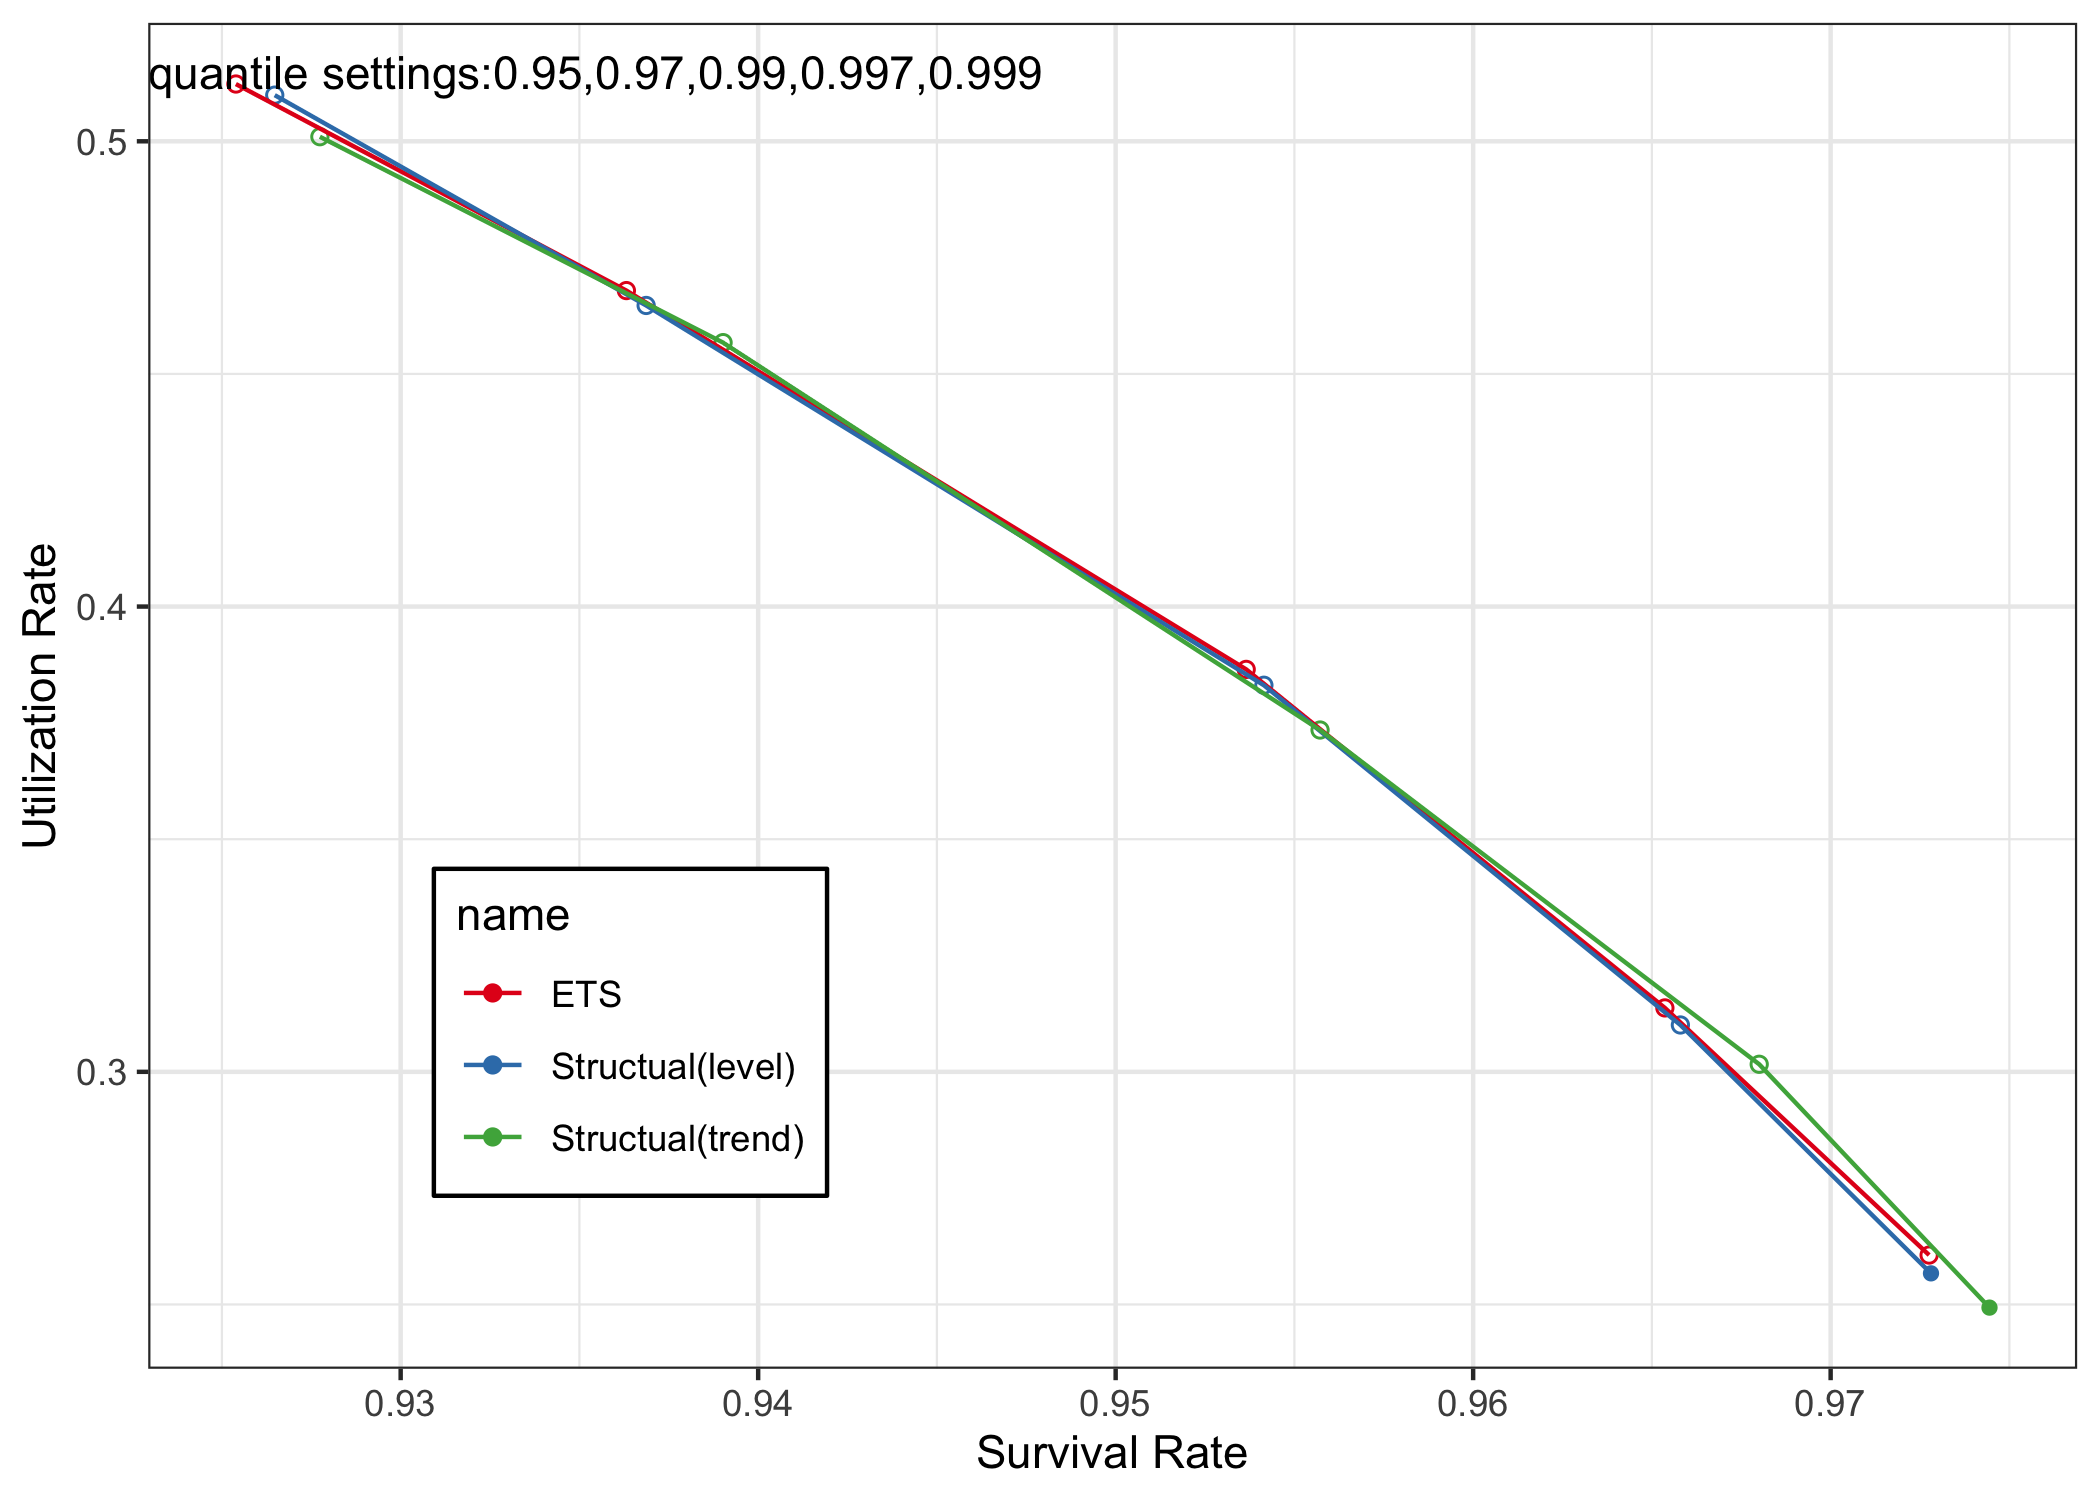 quantile settings:0.95,0.97,0.99,0.997,0.999
0.5
0.4
0.3
Utilization Rate
name
ETS
Structual(level)
Structual(trend)
0.93 0.94 0.95 0.96 0.97
Survival Rate